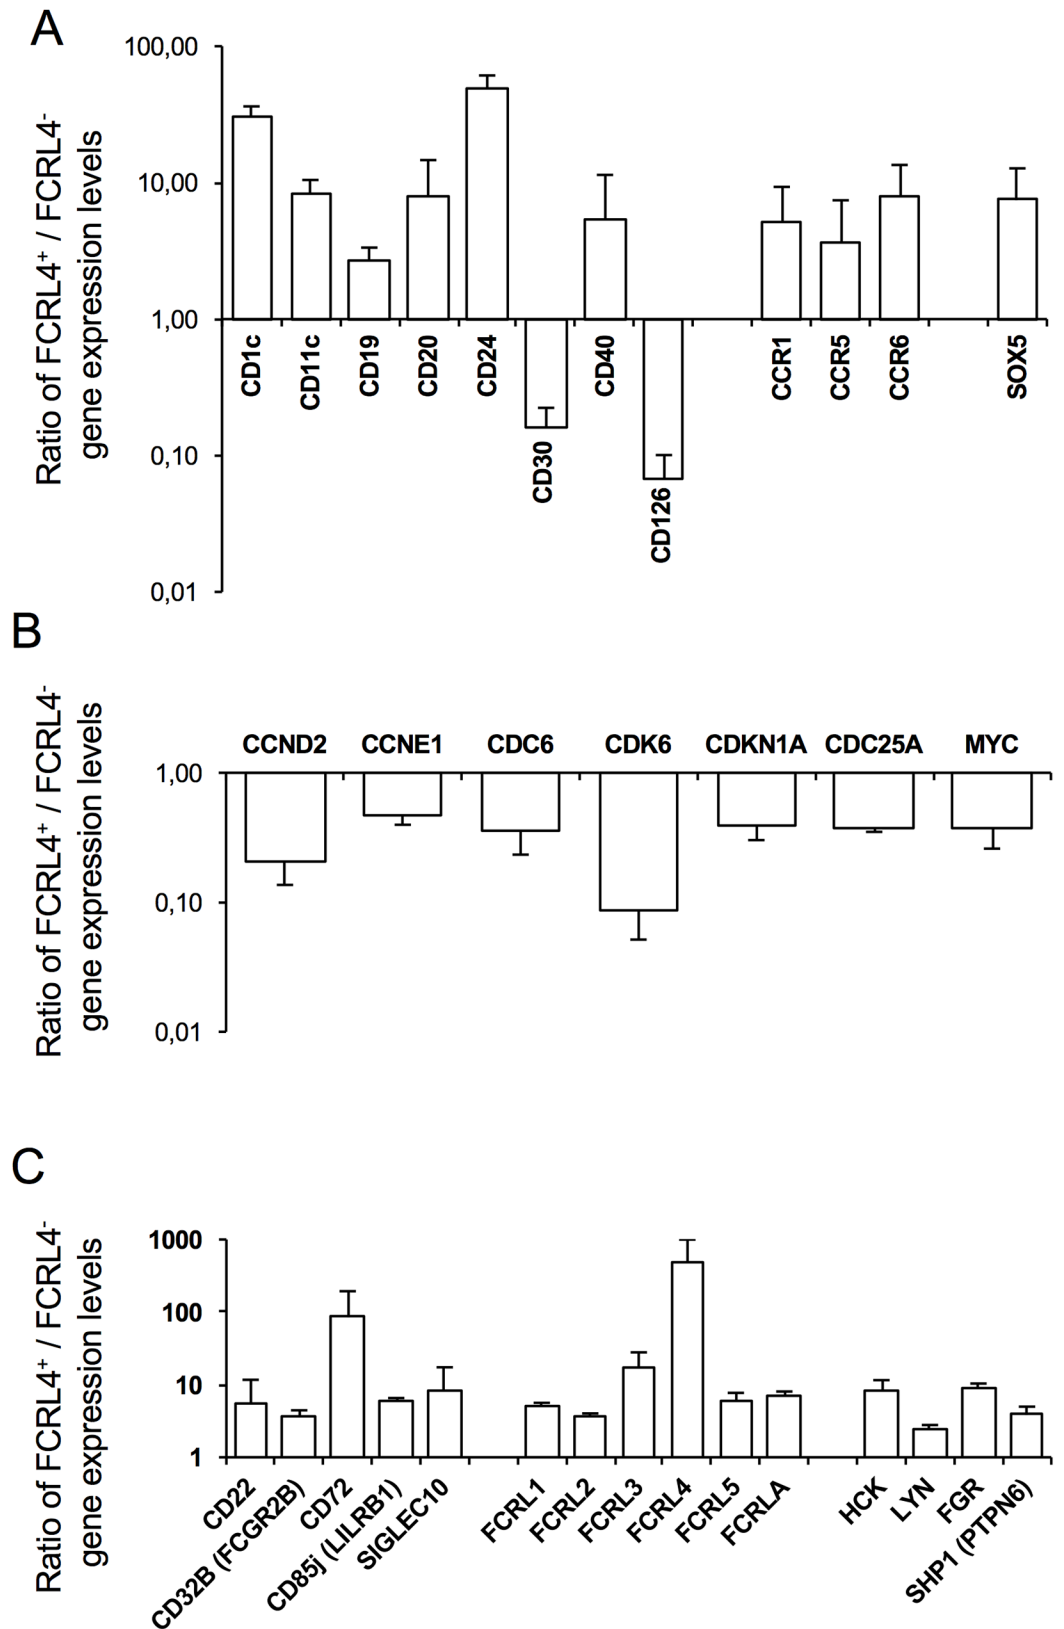 A
Ratio of FCRL4⁺ / FCRL4⁻
gene expression levels
100,00
10,00
1,00
0,10
0,01
CD1c
CD11c
CD19
CD20
CD24
CD30
CD40
CD126
CCR1
CCR5
CCR6
SOX5
B
Ratio of FCRL4⁺ / FCRL4⁻
gene expression levels
CCND2 CCNE1 CDC6 CDK6 CDKN1A CDC25A MYC
1,00
0,10
0,01
C
Ratio of FCRL4⁺ / FCRL4⁻
gene expression levels
1000
100
10
1
CD22
CD32B (FCGR2B)
CD72
CD85j (LILRB1)
SIGLEC10
FCRL1
FCRL2
FCRL3
FCRL4
FCRL5
FCRLA
HCK
LYN
FGR
SHP1 (PTPN6)